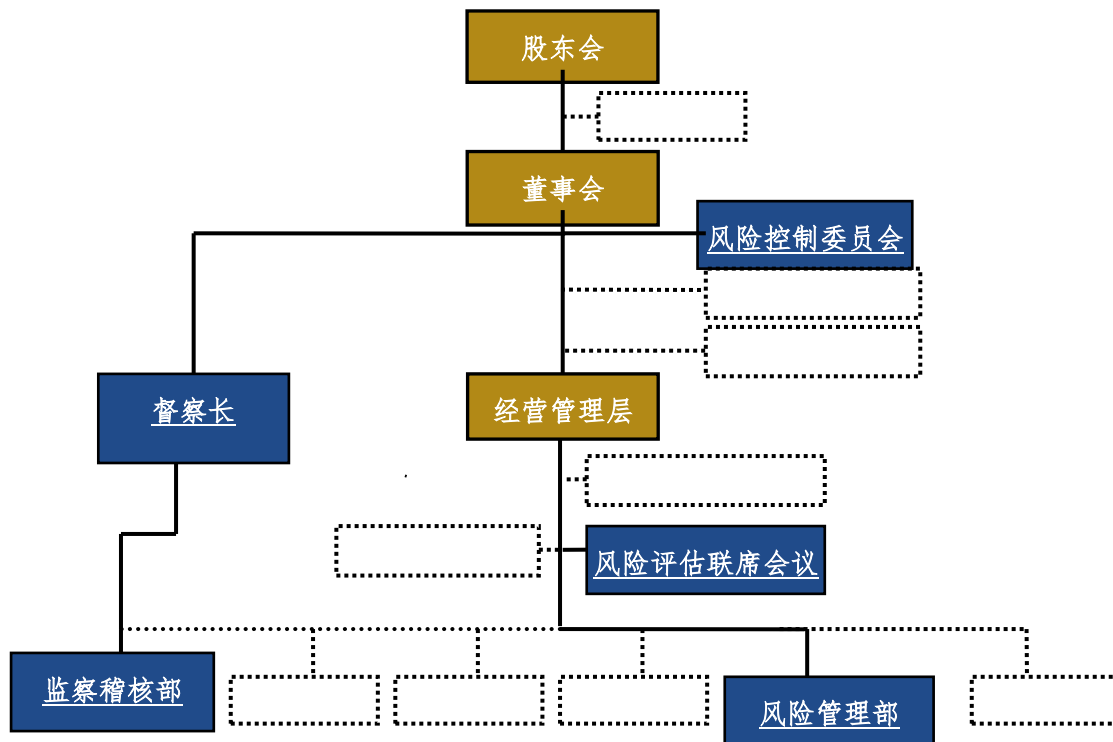 股东会
董事会
风险控制委员会
督察长
经营管理层
风险评估联席会议
监察稽核部
风险管理部